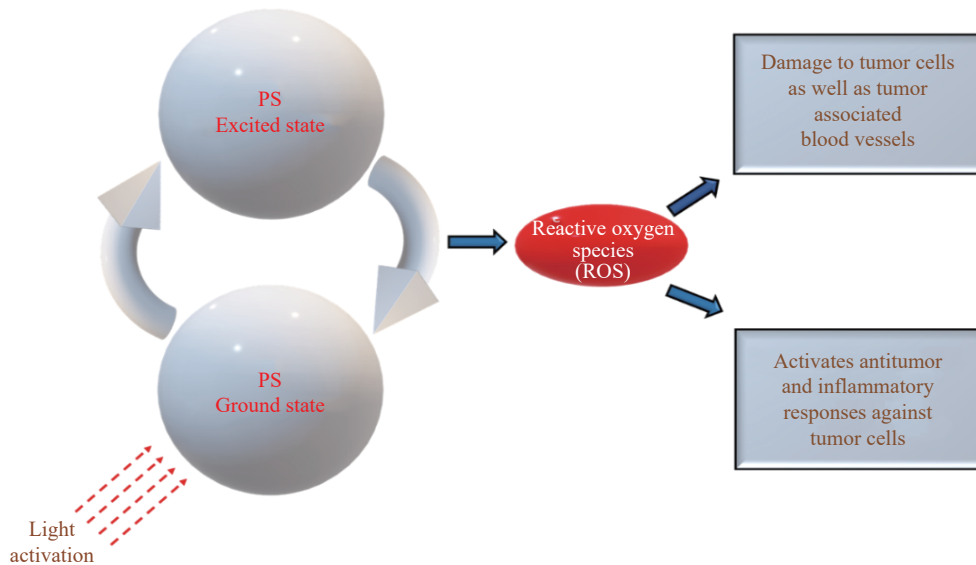 PS
Excited state
PS
Ground state
Light
activation
Reactive oxygen
species
(ROS)
Damage to tumor cells
as well as tumor
associated
blood vessels
Activates antitumor
and inflammatory
responses against
tumor cells